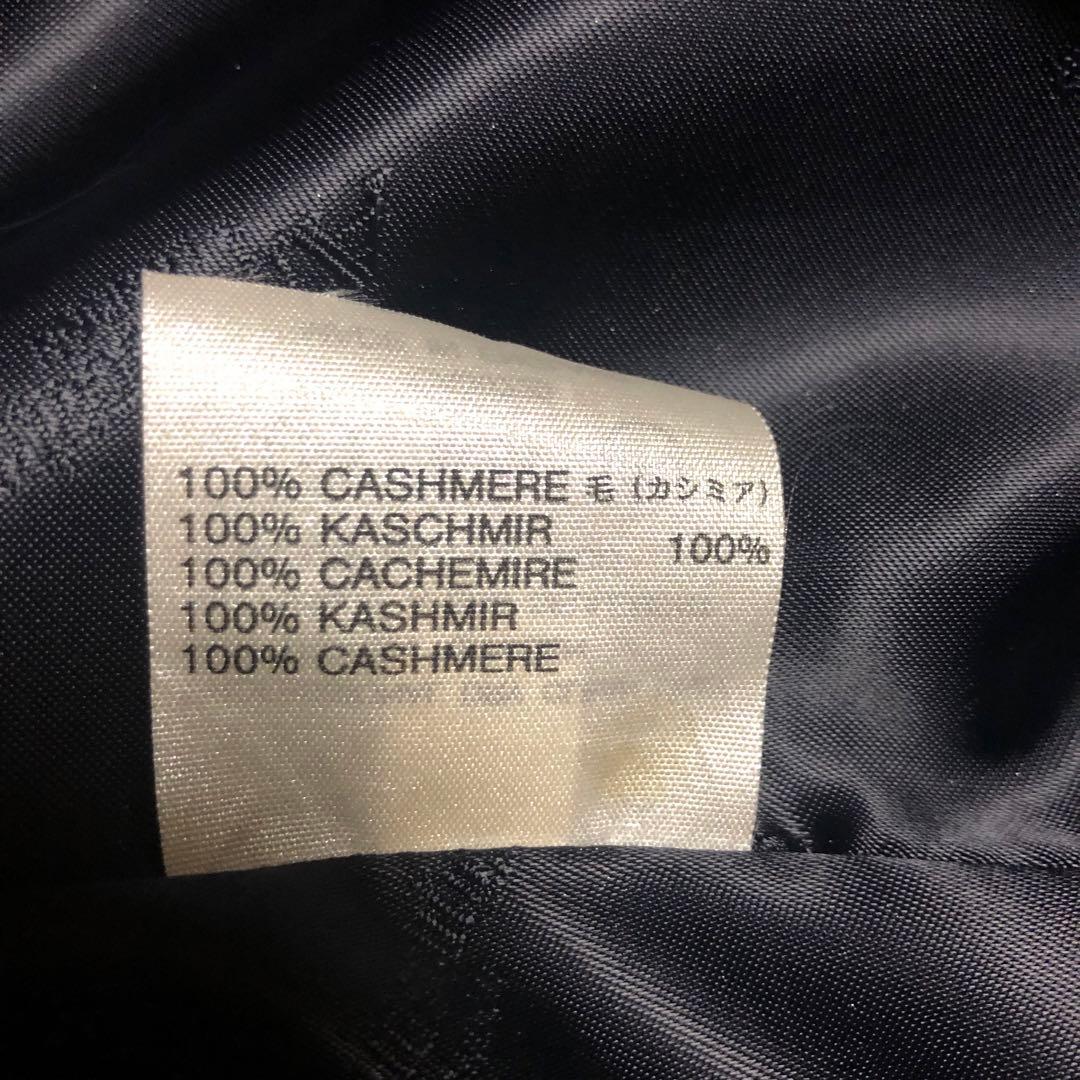 100% CASHMERE 毛 (カシミア)
100% KASCHMIR 100%
100% CACHEMIRE
100% KASHMIR
100% CASHMERE